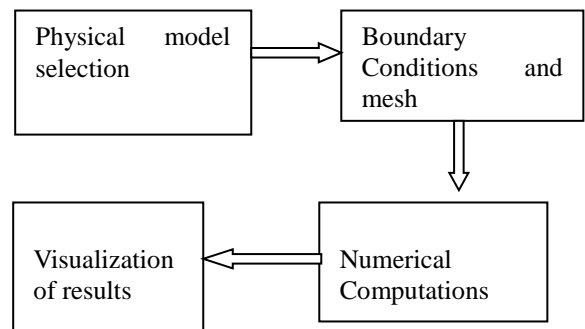 Physical model
selection
Boundary
Conditions and
mesh
Visualization
of results
Numerical
Computations